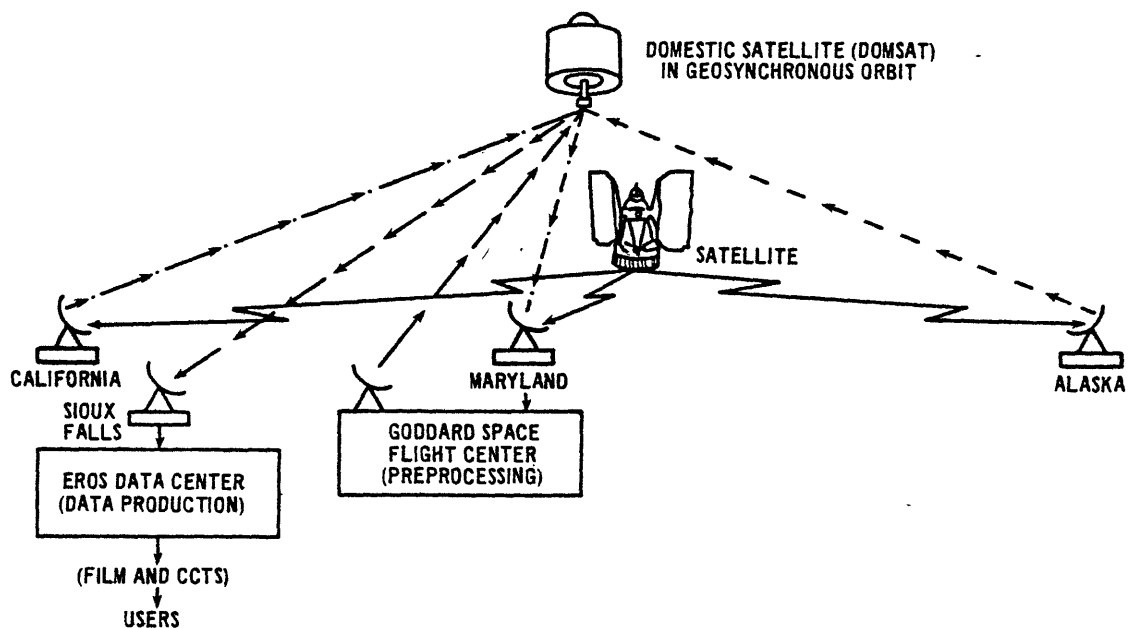 DOMESTIC SATELLITE (DOMSAT)
IN GEOSYNCHRONOUS ORBIT
SATELLITE
CALIFORNIA
MARYLAND
ALASKA
SIOUX
FALLS
GODDARD SPACE
FLIGHT CENTER
(PREPROCESSING)
EROS DATA CENTER
(DATA PRODUCTION)
(FILM AND CCTS)
USERS